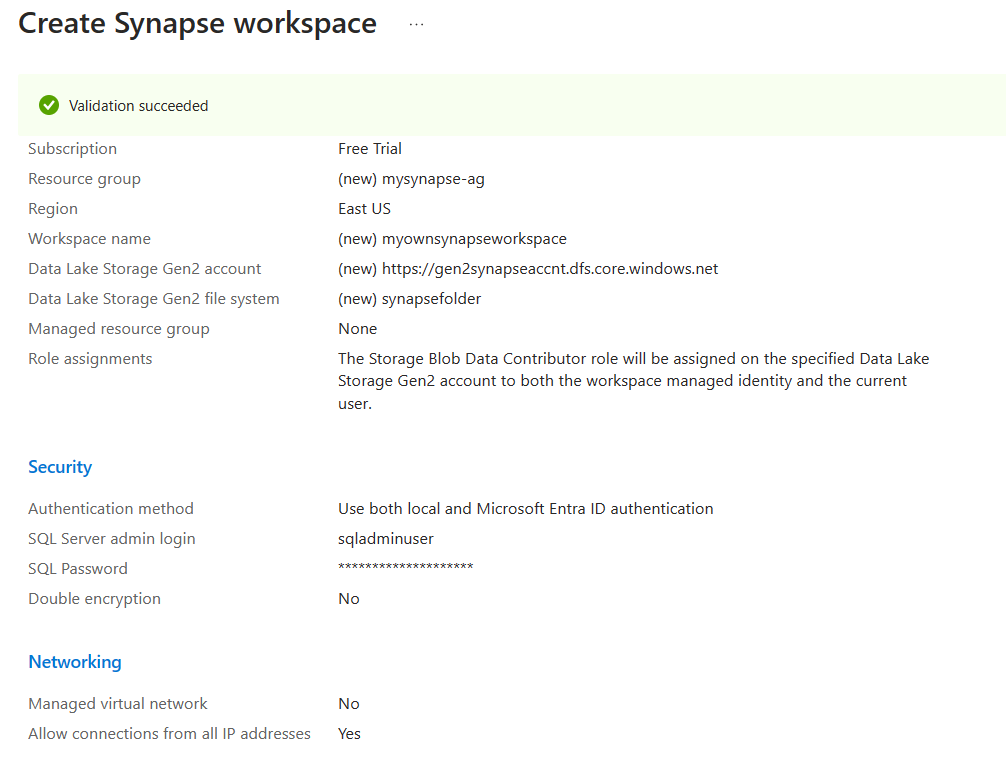 Create Synapse workspace ...
Validation succeeded
Subscription Free Trial
Resource group (new) mysynapse-ag
Region East US
Workspace name (new) myownsynapseworkspace
Data Lake Storage Gen2 account (new) https://gen2synapseaccnt.dfs.core.windows.net
Data Lake Storage Gen2 file system (new) synapsefolder
Managed resource group None
Role assignments The Storage Blob Data Contributor role will be assigned on the specified Data Lake
Storage Gen2 account to both the workspace managed identity and the current
user.
Security
Authentication method Use both local and Microsoft Entra ID authentication
SQL Server admin login sqladminuser
SQL Password ********************
Double encryption No
Networking
Managed virtual network No
Allow connections from all IP addresses Yes